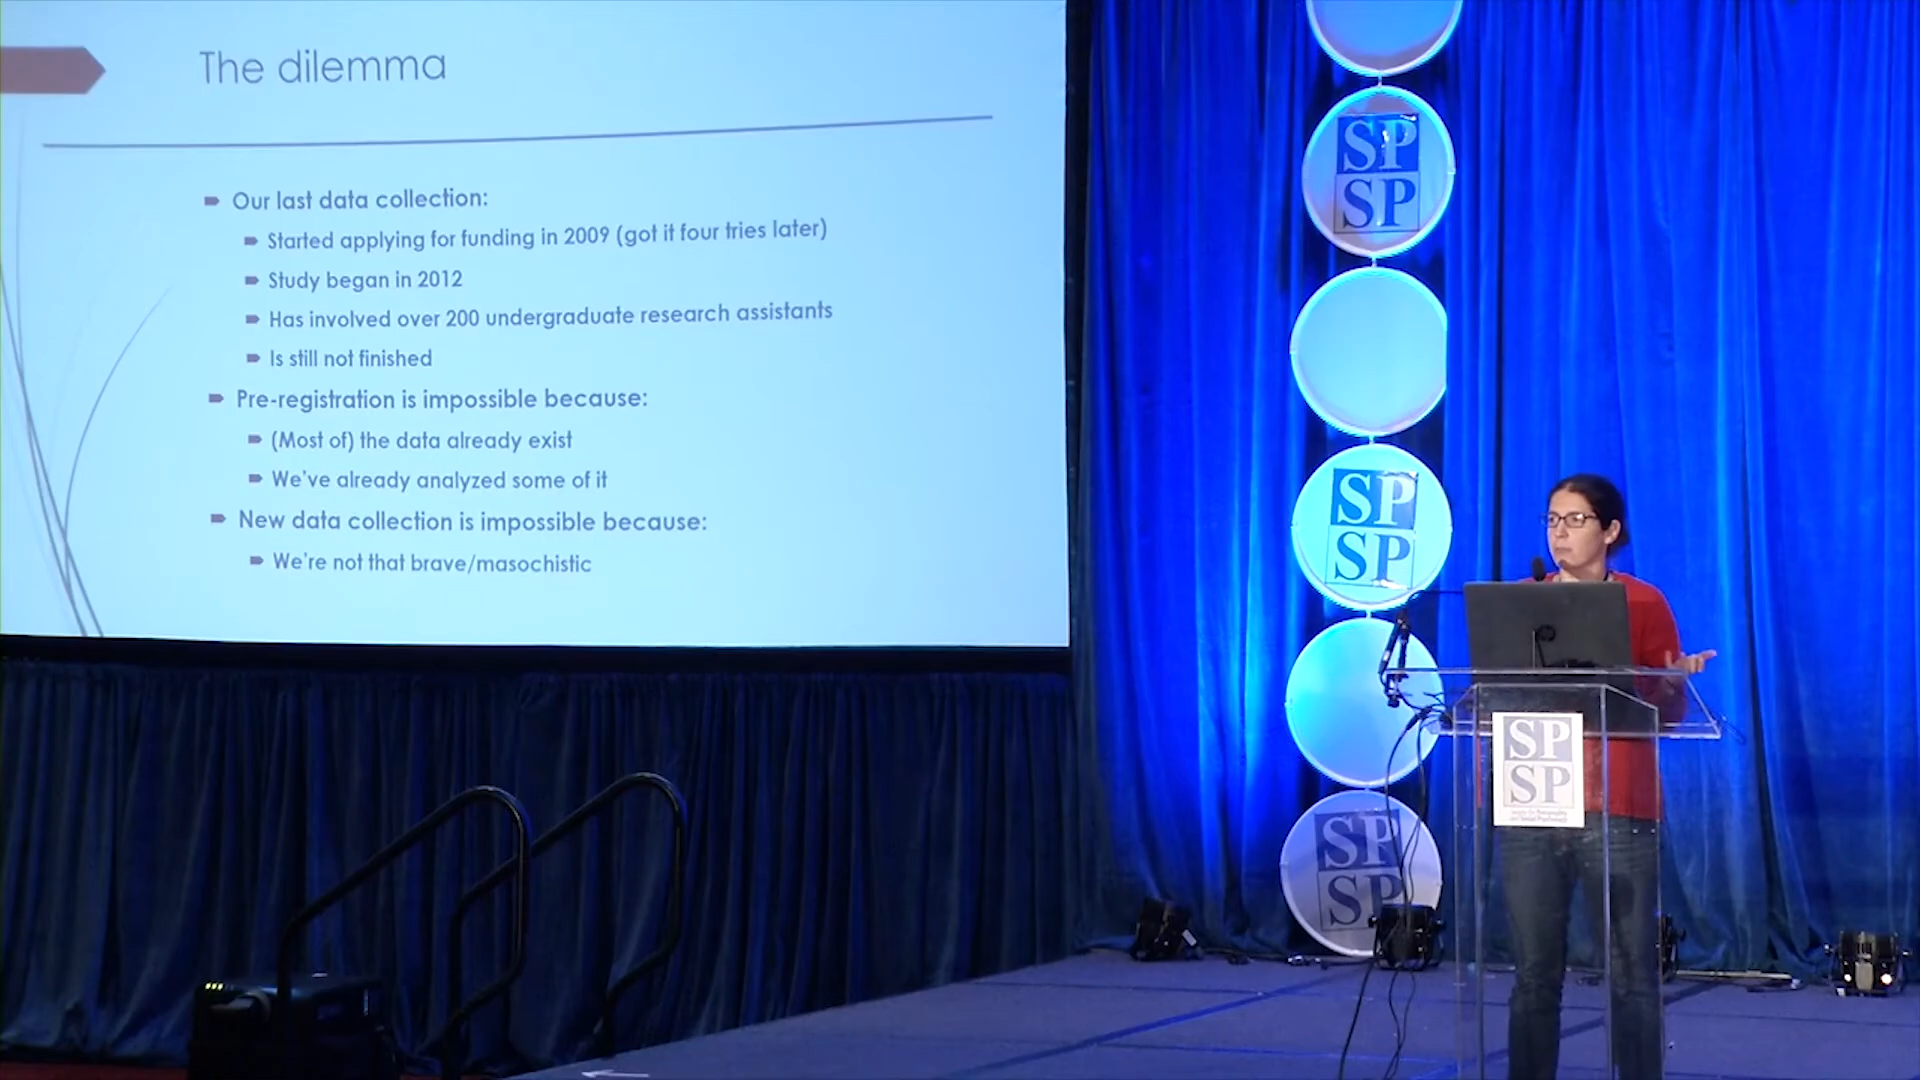 The dilemma
Our last data collection:
Started applying for funding in 2009 (got it four tries later)
Study began in 2012
Has involved over 200 undergraduate research assistants
Is still not finished
Pre-registration is impossible because:
(Most of) the data already exist
We've already analyzed some of it
New data collection is impossible because:
We're not that brave/masochistic
SP
SP
SP
SP
SP
SP
SP
SP